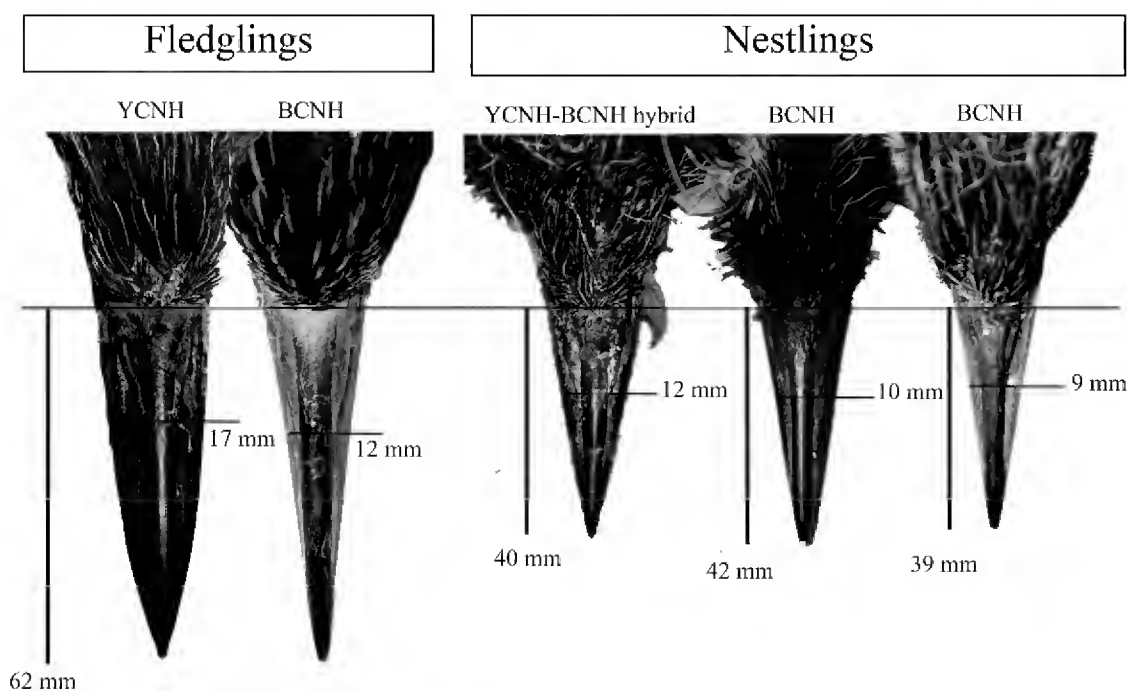 Fledglings
Nestlings
YCNH
BCNH
YCNH-BCNH hybrid
BCNH
BCNH
17 mm
12 mm
12 mm
10 mm
9 mm
40 mm
42 mm
39 mm
62 mm